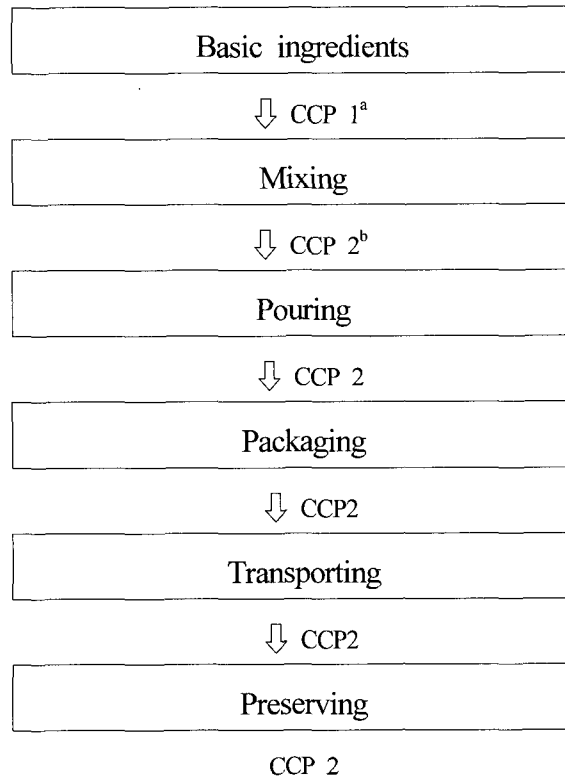 Basic ingredients
CCP 1ᵃ
Mixing
CCP 2ᵇ
Pouring
CCP 2
Packaging
CCP2
Transporting
CCP2
Preserving
CCP 2